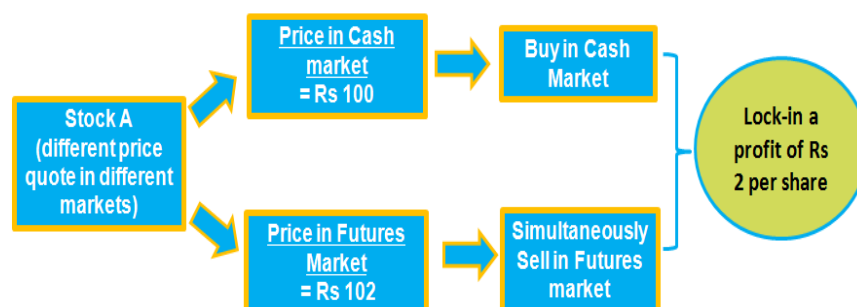 Stock A
(different price
quote in different
markets)
Price in Cash
market
= Rs 100
Buy in Cash
Market
Price in Futures
Market
= Rs 102
Simultaneously
Sell in Futures
market
Lock-in a
profit of Rs
2 per share